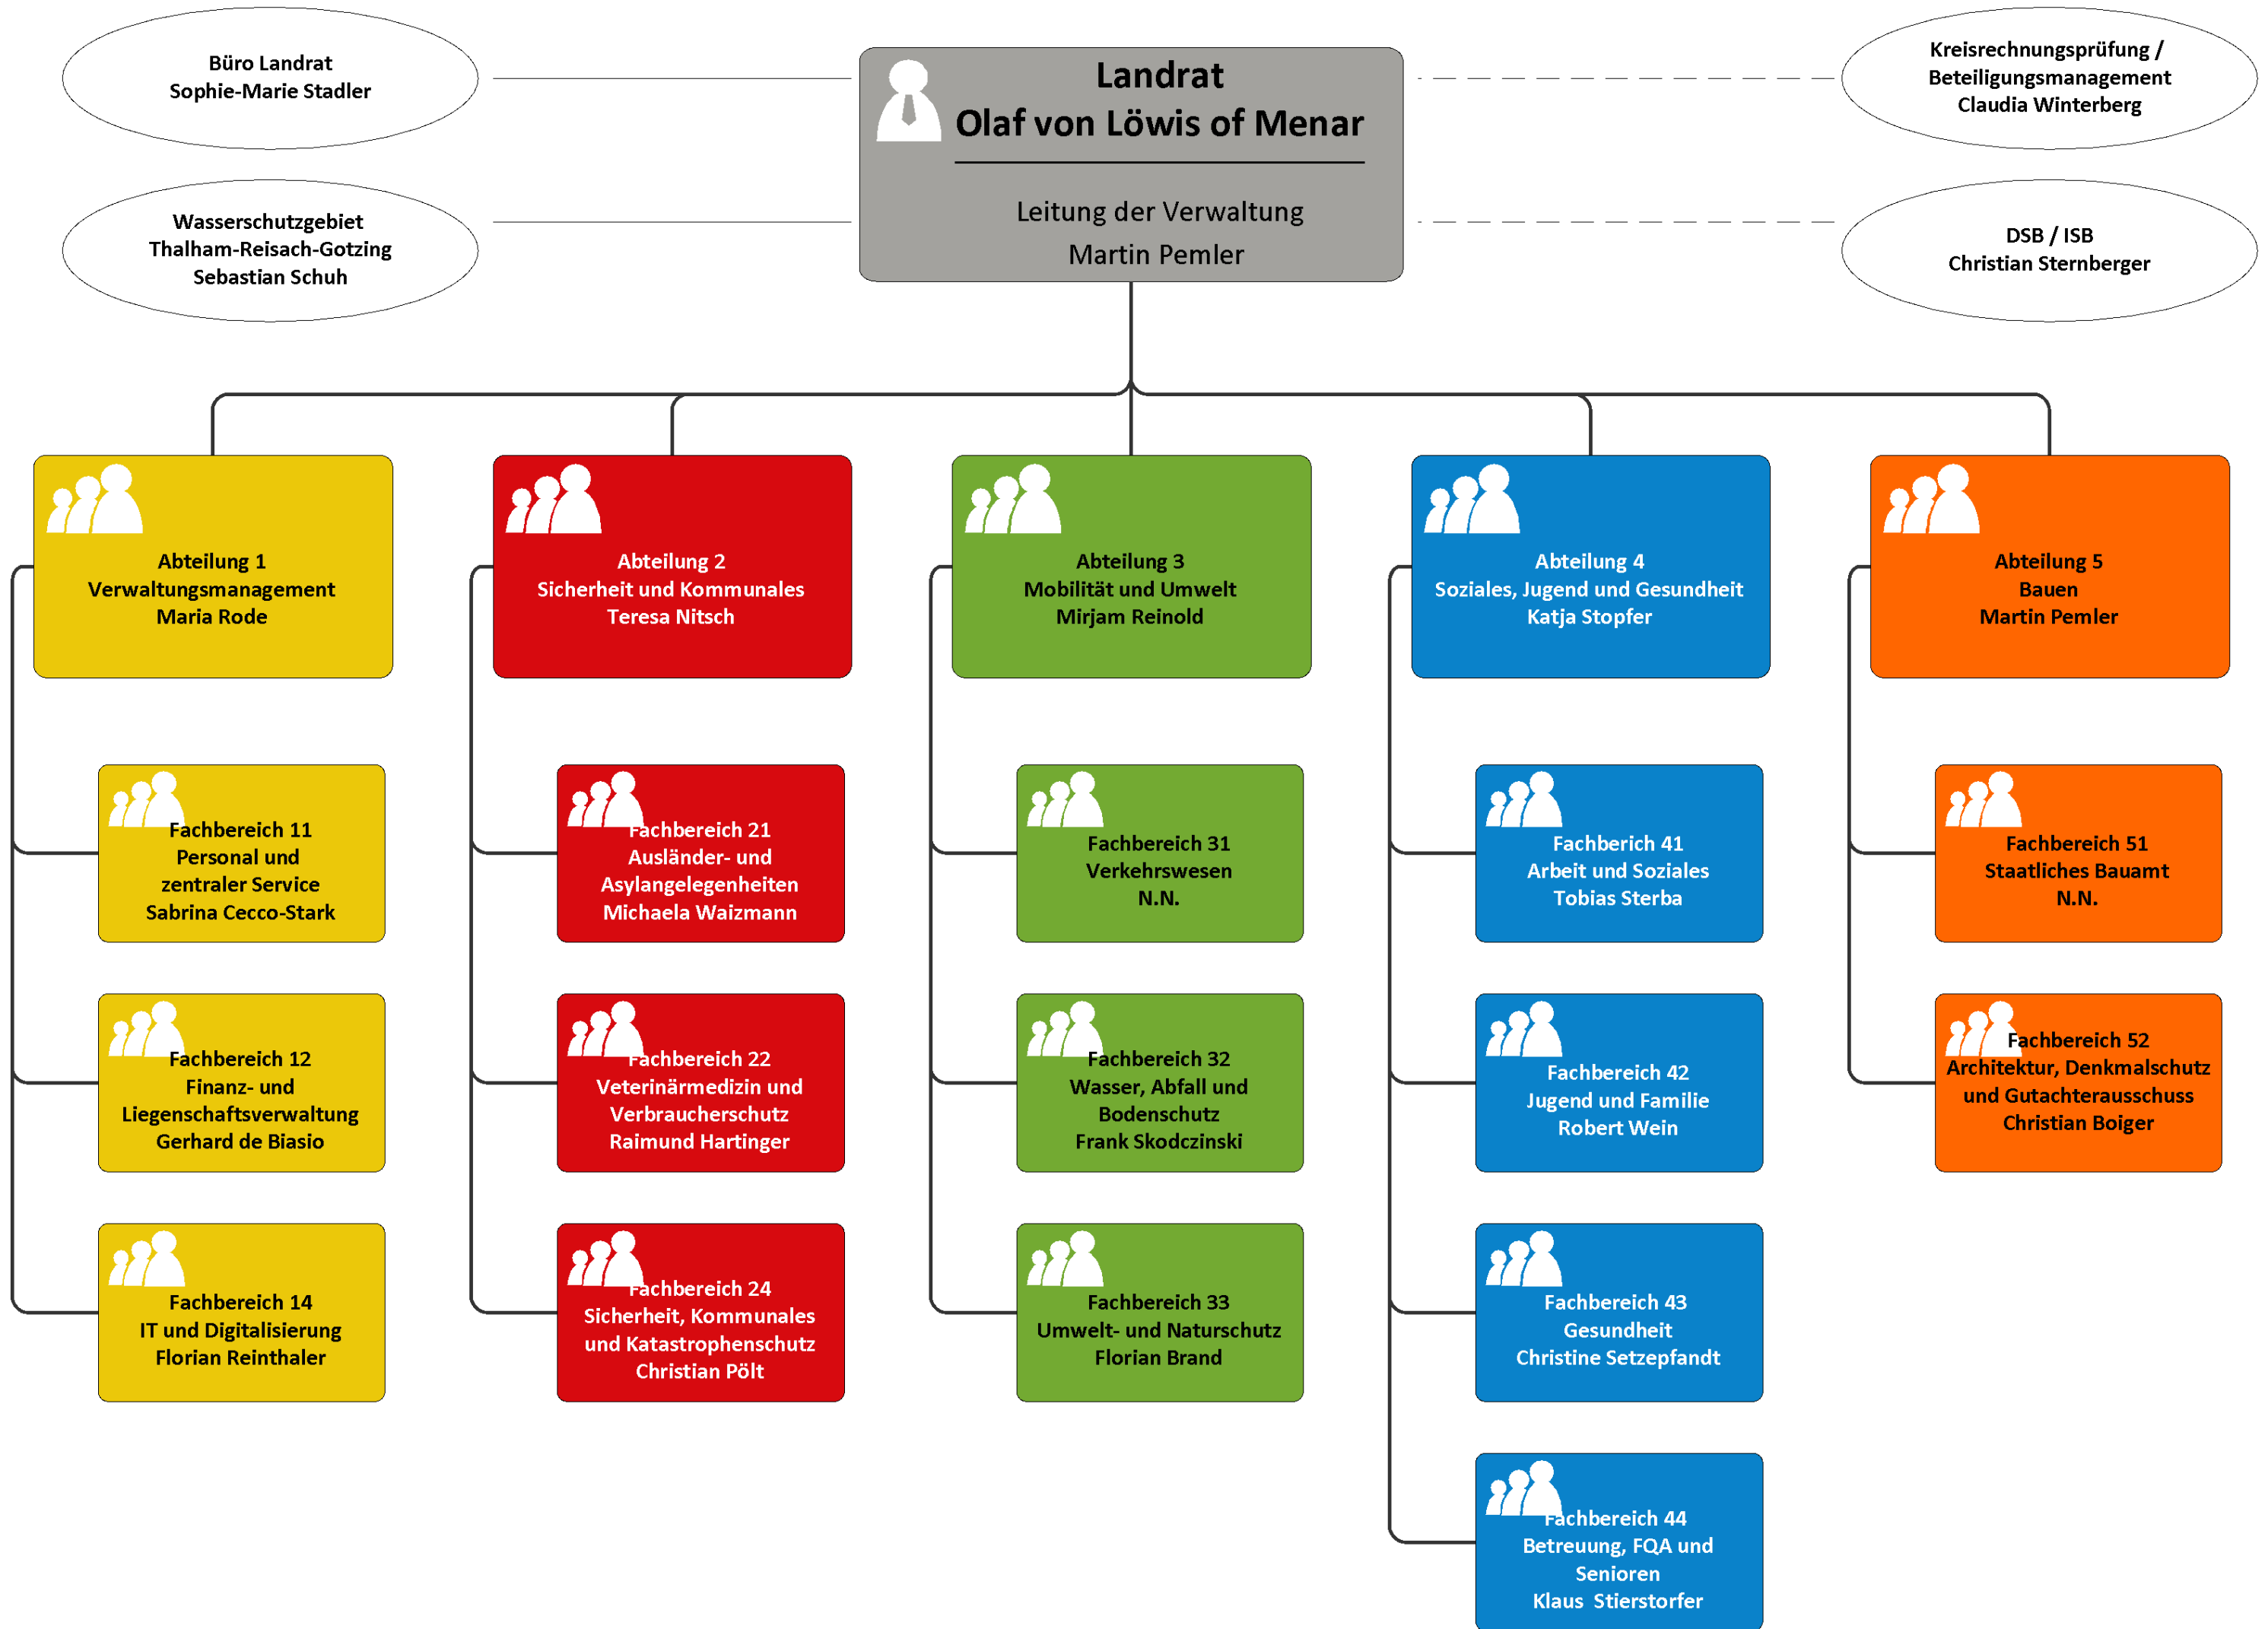 Büro Landrat
Sophie-Marie Stadler
Landrat
Olaf von Löwis of Menar
Leitung der Verwaltung
Martin Pemler
Kreisrechnungsprüfung /
Beteiligungsmanagement
Claudia Winterberg
Wasserschutzgebiet
Thalham-Reisach-Gotzing
Sebastian Schuh
DSB / ISB
Christian Sternberger
Abteilung 1
Verwaltungsmanagement
Maria Rode
Abteilung 2
Sicherheit und Kommunales
Teresa Nitsch
Abteilung 3
Mobilität und Umwelt
Mirjam Reinold
Abteilung 4
Soziales, Jugend und Gesundheit
Katja Stopfer
Abteilung 5
Bauen
Martin Pemler
Fachbereich 11
Personal und
zentraler Service
Sabrina Cecco-Stark
Fachbereich 21
Ausländer- und
Asylangelegenheiten
Michaela Waizmann
Fachbereich 31
Verkehrswesen
N.N.
Fachberich 41
Arbeit und Soziales
Tobias Sterba
Fachbereich 51
Staatliches Bauamt
N.N.
Fachbereich 12
Finanz- und
Liegenschaftsverwaltung
Gerhard de Biasio
Fachbereich 22
Veterinärmedizin und
Verbraucherschutz
Raimund Hartinger
Fachbereich 32
Wasser, Abfall und
Bodenschutz
Frank Skodczinski
Fachbereich 42
Jugend und Familie
Robert Wein
Fachbereich 52
Architektur, Denkmalschutz
und Gutachterausschuss
Christian Boiger
Fachbereich 14
IT und Digitalisierung
Florian Reinthaler
Fachbereich 24
Sicherheit, Kommunales
und Katastrophenschutz
Christian Pölt
Fachbereich 33
Umwelt- und Naturschutz
Florian Brand
Fachbereich 43
Gesundheit
Christine Setzepfandt
Fachbereich 44
Betreuung, FQA und
Senioren
Klaus  Stierstorfer